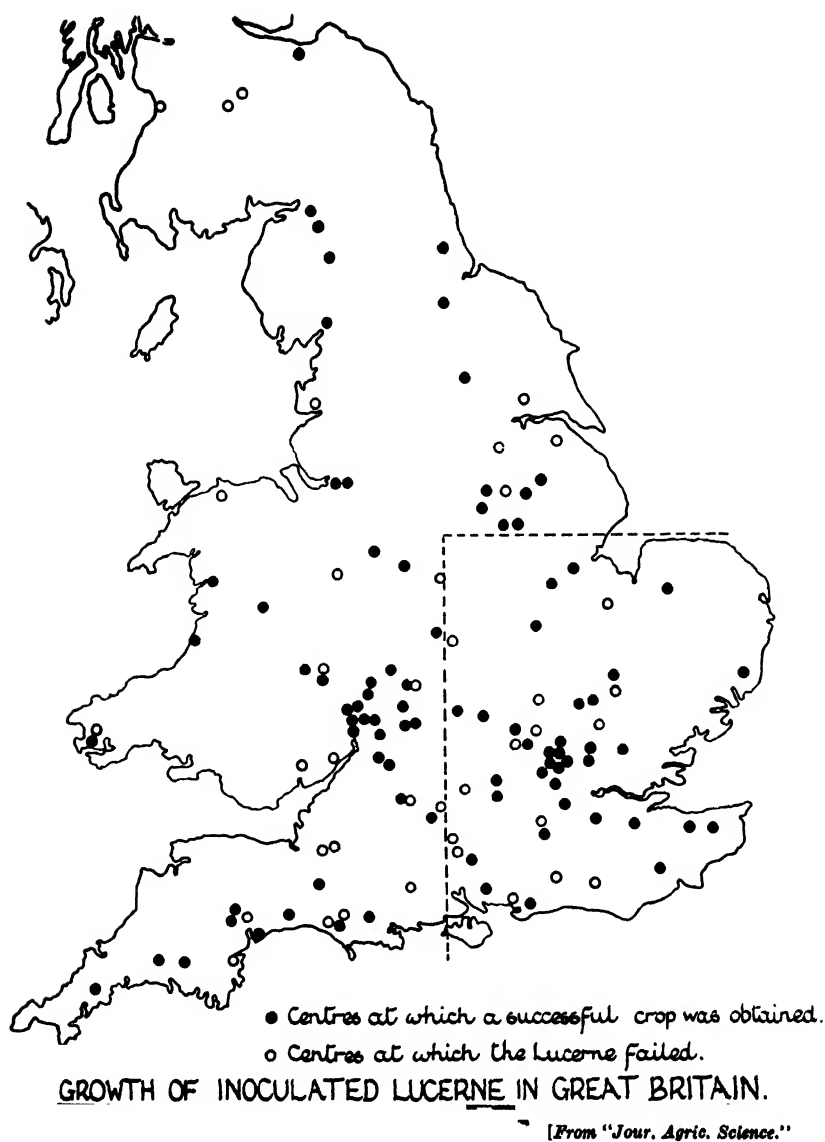 Centres at which a successful crop was obtained.
Centres at which the Lucerne failed.
GROWTH OF INOCULATED LUCERNE IN GREAT BRITAIN.
[From "Jour. Agric. Science."